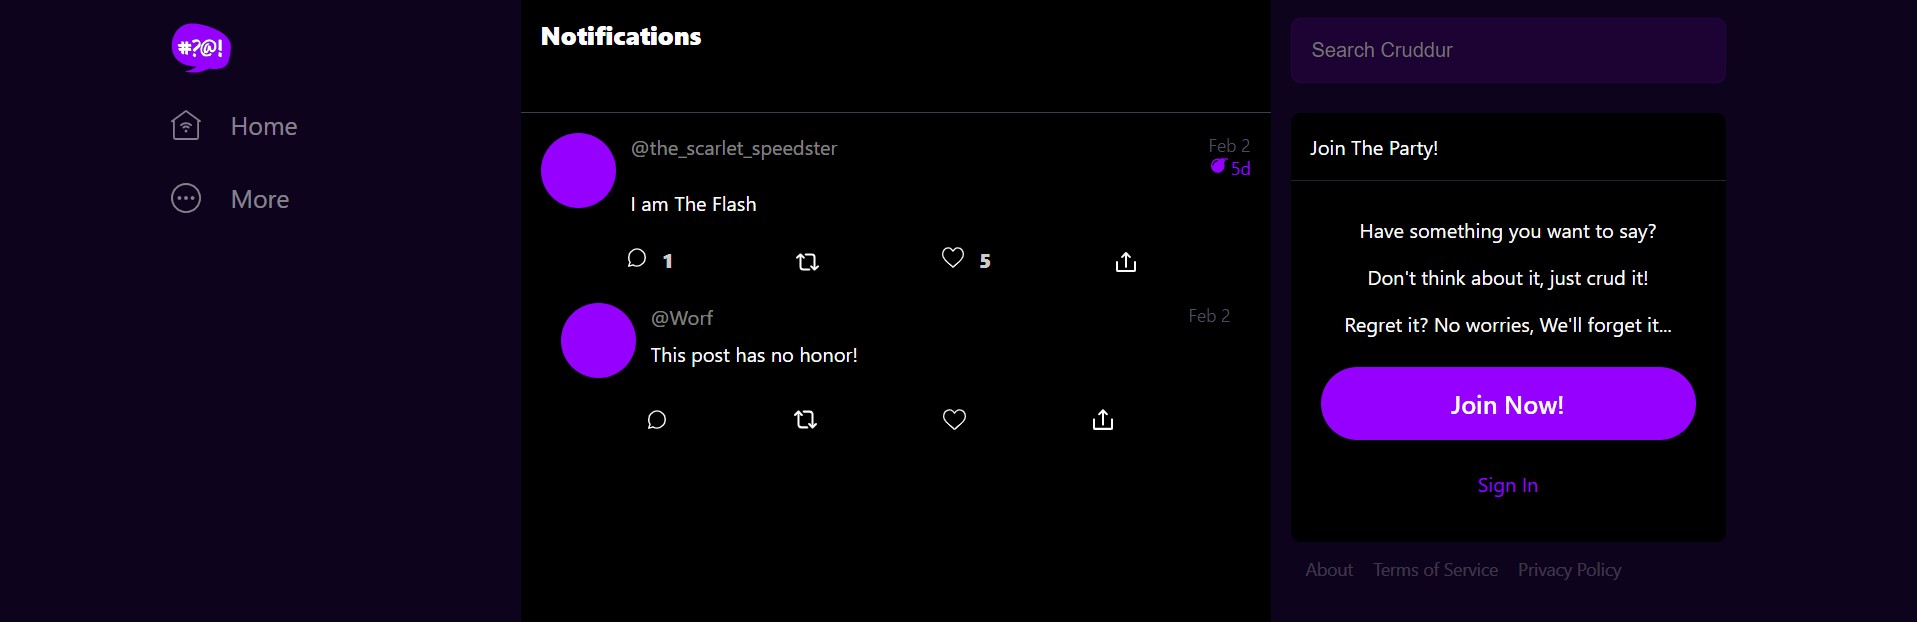 #?@!
Home
More
Notifications
@the_scarlet_speedster
Feb 2
5d
I am The Flash
1
5
@Worf
Feb 2
This post has no honor!
Search Cruddur
Join The Party!
Have something you want to say?
Don't think about it, just crud it!
Regret it? No worries, We'll forget it...
Join Now!
Sign In
About Terms of Service Privacy Policy